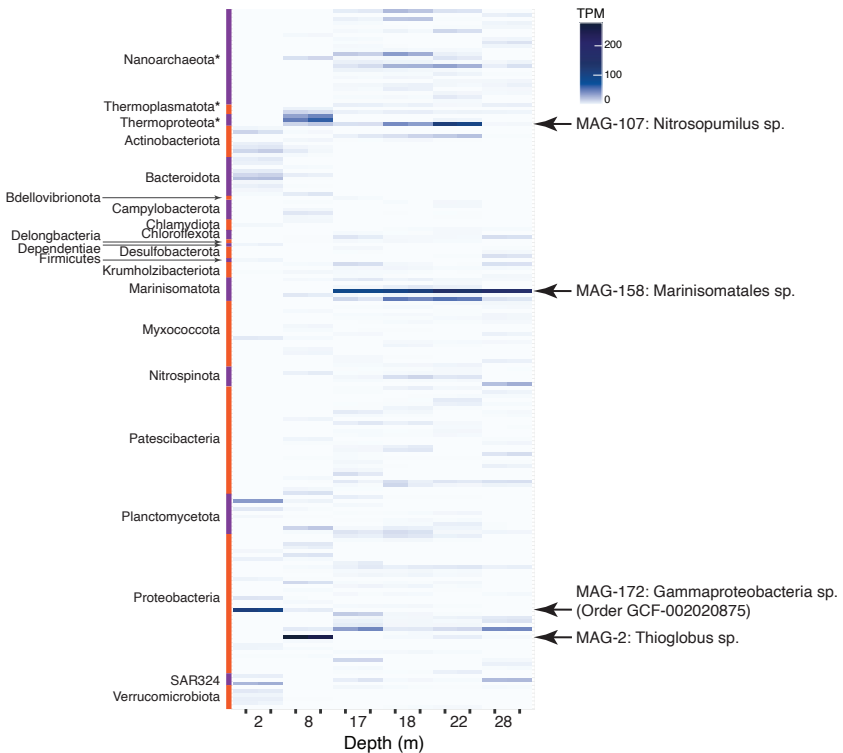 TPM
200
100
0
Nanoarchaeota*
Thermoplasmatota*
Thermoproteota*
MAG-107: Nitrosopumilus sp.
Actinobacteriota
Bacteroidota
Bdellovibrionota
Campylobacterota
Chlamydiota
Chloroflexota
Delongbacteria
Dependentiae
Desulfobacterota
Firmicutes
Krumholzibacteriota
Marinisomatota
MAG-158: Marinisomatales sp.
Myxococcota
Nitrospinota
Patescibacteria
Planctomycetota
Proteobacteria
MAG-172: Gammaproteobacteria sp.
(Order GCF-002020875)
MAG-2: Thioglobus sp.
SAR324
Verrucomicrobiota
2 8 17 18 22 28
Depth (m)